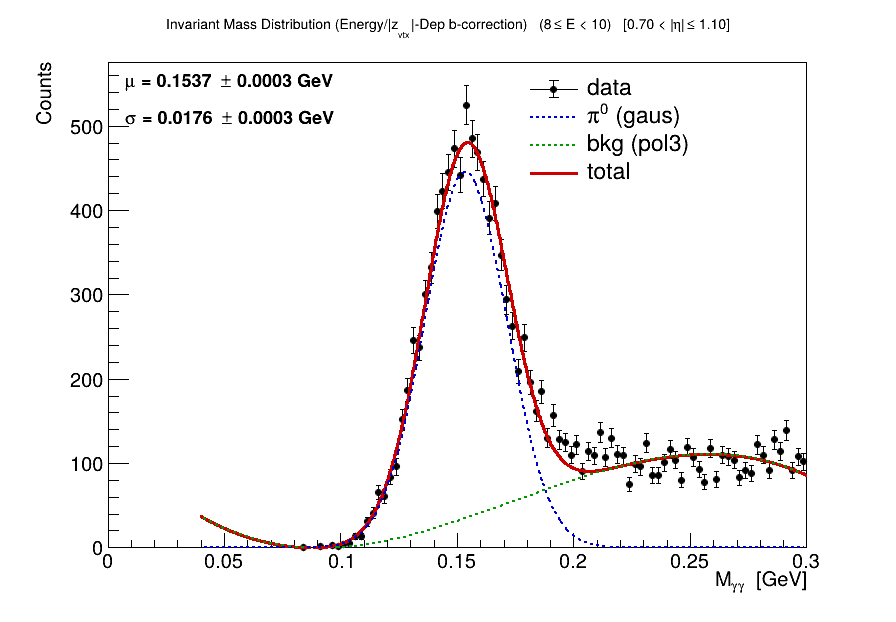 Invariant Mass Distribution (Energy/|z_vtx|-Dep b-correction) (8 ≤ E < 10) [0.70 < |η| ≤ 1.10]
Counts
μ = 0.1537 ± 0.0003 GeV
σ = 0.0176 ± 0.0003 GeV
data
π⁰ (gaus)
bkg (pol3)
total
500
400
300
200
100
0
0 0.05 0.1 0.15 0.2 0.25 0.3
M_γγ [GeV]